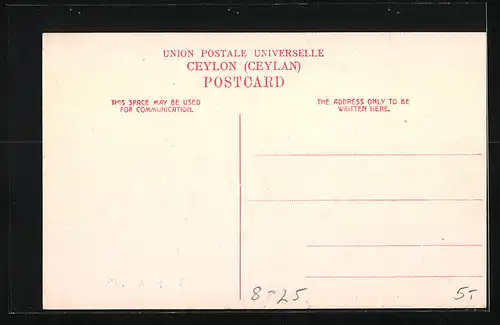 UNION POSTALE UNIVERSELLE
CEYLON (CEYLAN)
POSTCARD
THIS SPACE MAY BE USED
FOR COMMUNICATION.
THE ADDRESS ONLY TO BE
WRITTEN HERE.
8-25
5-